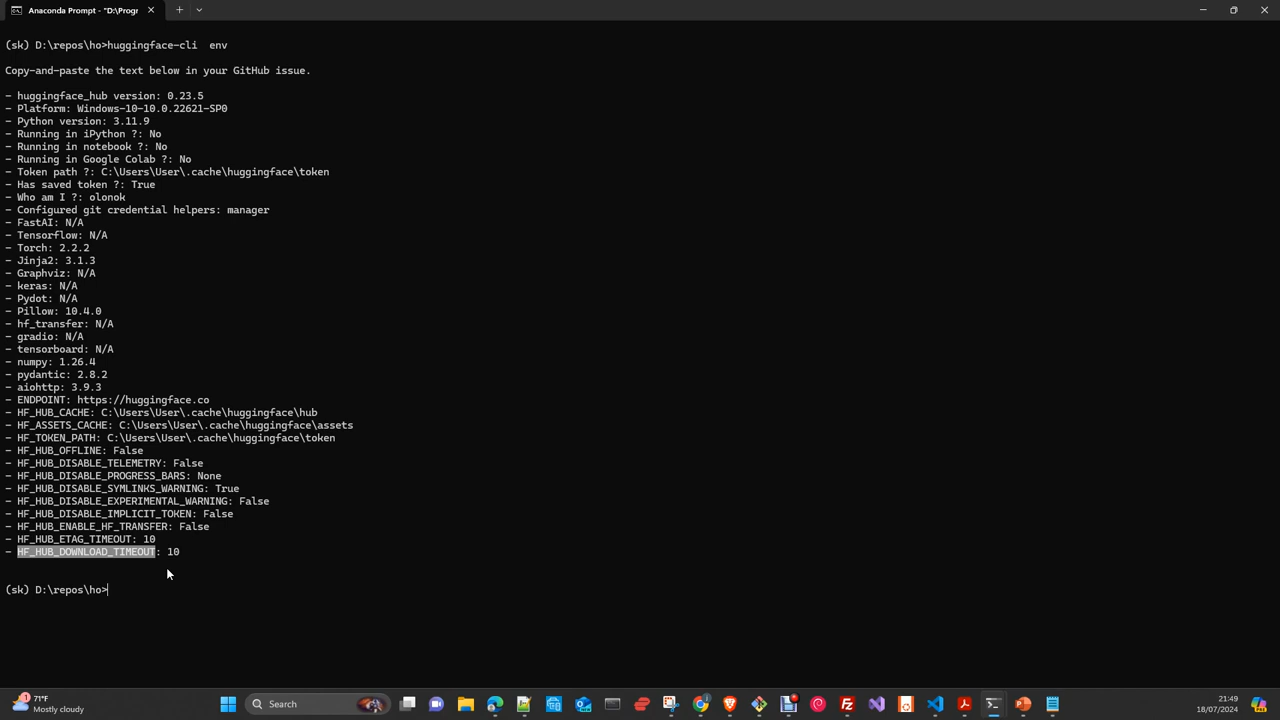 Anaconda Prompt - "D:\Progr
(sk) D:\repos\ho>huggingface-cli  env
Copy-and-paste the text below in your GitHub issue.
- huggingface_hub version: 0.23.5
- Platform: Windows-10-10.0.22621-SP0
- Python version: 3.11.9
- Running in iPython ?: No
- Running in notebook ?: No
- Running in Google Colab ?: No
- Token path ?: C:\Users\User\.cache\huggingface\token
- Has saved token ?: True
- Who am I ?: olonok
- Configured git credential helpers: manager
- FastAI: N/A
- Tensorflow: N/A
- Torch: 2.2.2
- Jinja2: 3.1.3
- Graphviz: N/A
- keras: N/A
- Pydot: N/A
- Pillow: 10.4.0
- hf_transfer: N/A
- gradio: N/A
- tensorboard: N/A
- numpy: 1.26.4
- pydantic: 2.8.2
- aiohttp: 3.9.3
- ENDPOINT: https://huggingface.co
- HF_HUB_CACHE: C:\Users\User\.cache\huggingface\hub
- HF_ASSETS_CACHE: C:\Users\User\.cache\huggingface\assets
- HF_TOKEN_PATH: C:\Users\User\.cache\huggingface\token
- HF_HUB_OFFLINE: False
- HF_HUB_DISABLE_TELEMETRY: False
- HF_HUB_DISABLE_PROGRESS_BARS: None
- HF_HUB_DISABLE_SYMLINKS_WARNING: True
- HF_HUB_DISABLE_EXPERIMENTAL_WARNING: False
- HF_HUB_DISABLE_IMPLICIT_TOKEN: False
- HF_HUB_ENABLE_HF_TRANSFER: False
- HF_HUB_ETAG_TIMEOUT: 10
- HF_HUB_DOWNLOAD_TIMEOUT: 10
(sk) D:\repos\ho>
1
71°F
Mostly cloudy
Search
21:49
18/07/2024